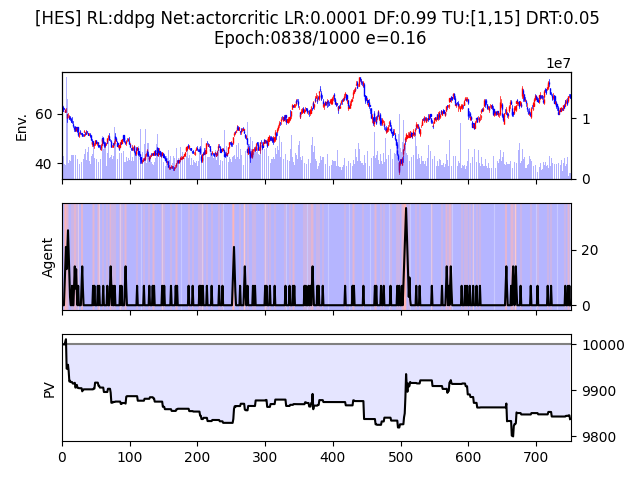 [HES] RL:ddpg Net:actorcritic LR:0.0001 DF:0.99 TU:[1,15] DRT:0.05
Epoch:0838/1000 e=0.16
1e7
Env.
60
40
1
0
Agent
20
0
PV
10000
9900
9800
0 100 200 300 400 500 600 700